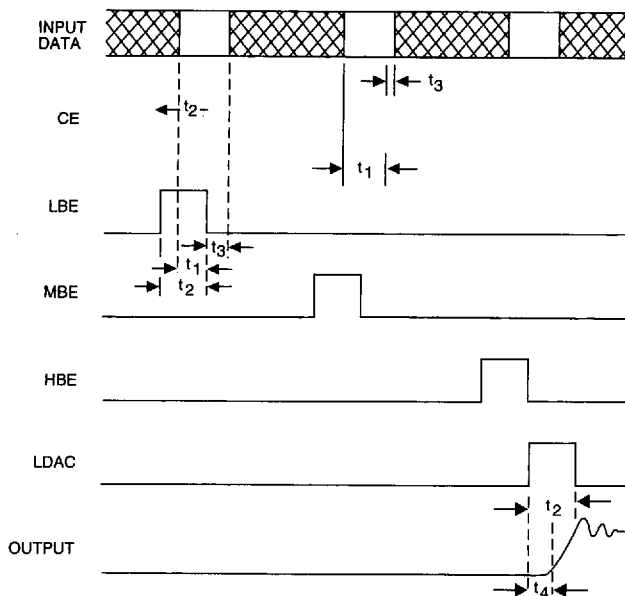 INPUT
DATA
t3
t2
CE
t1
LBE
t3
t1
t2
MBE
HBE
LDAC
t2
OUTPUT
t4